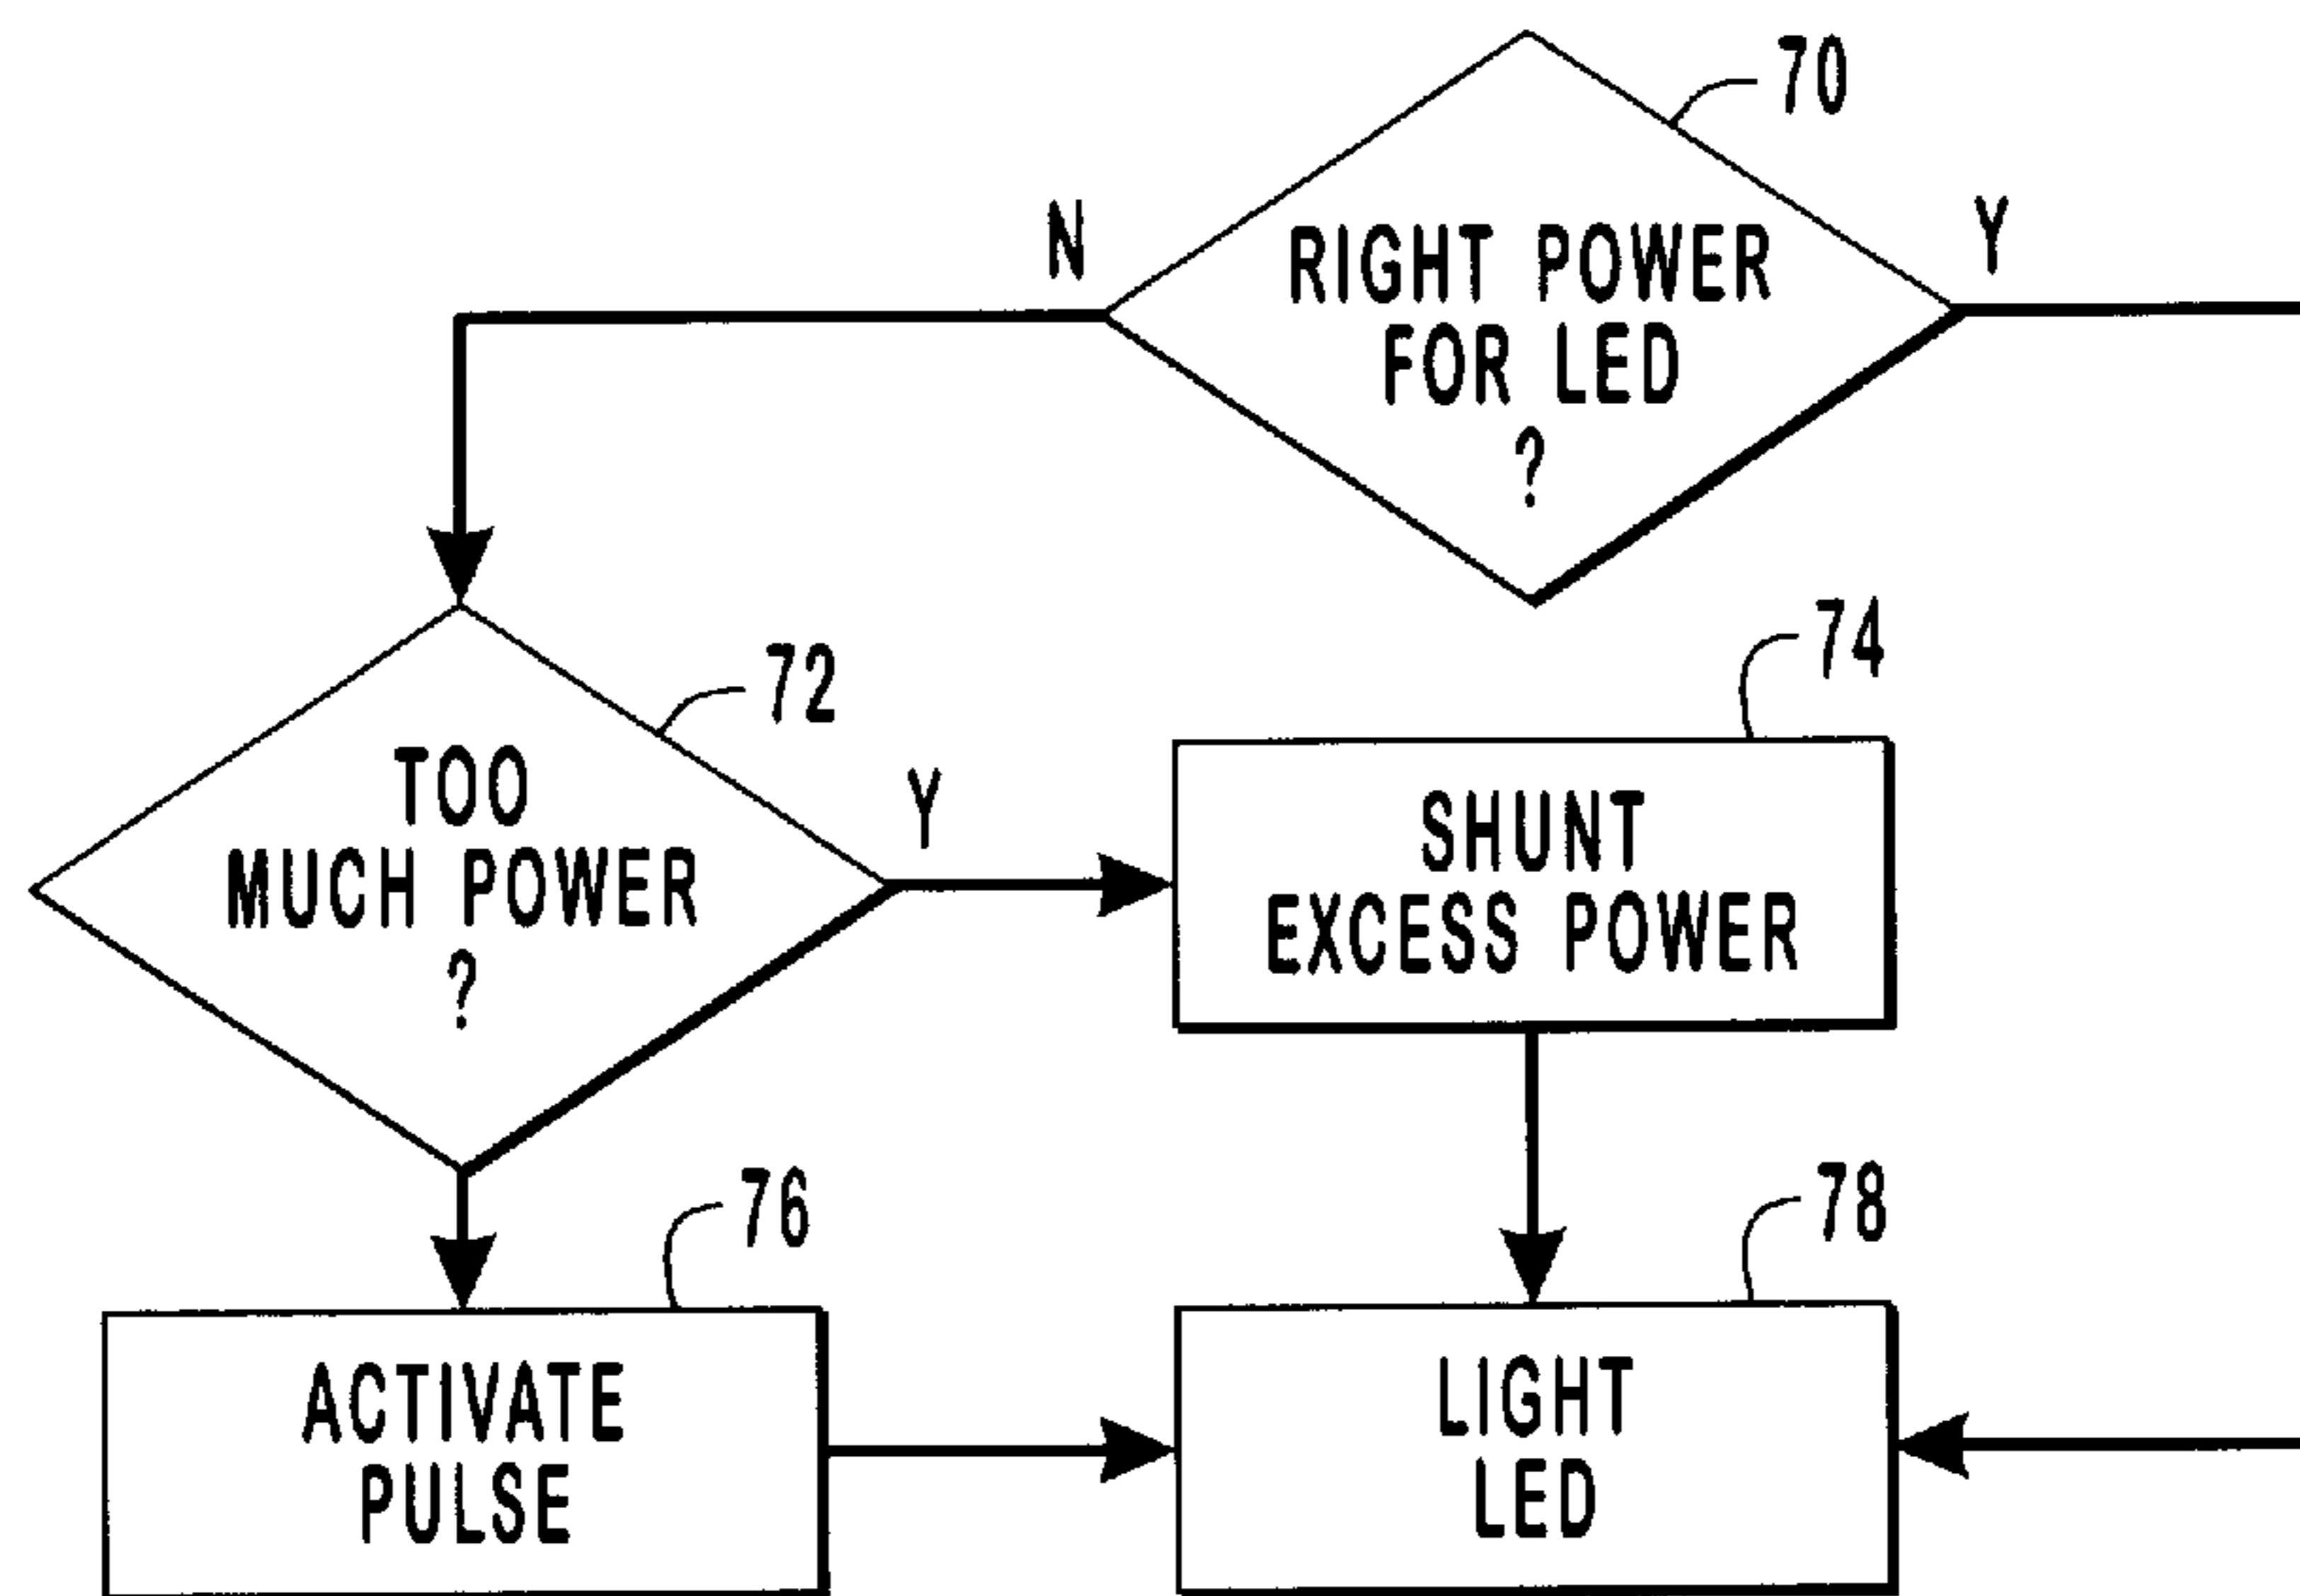 70
N
Y
RIGHT POWER
FOR LED
?
72
74
TOO
MUCH POWER
?
Y
SHUNT
EXCESS POWER
76
78
ACTIVATE
PULSE
LIGHT
LED